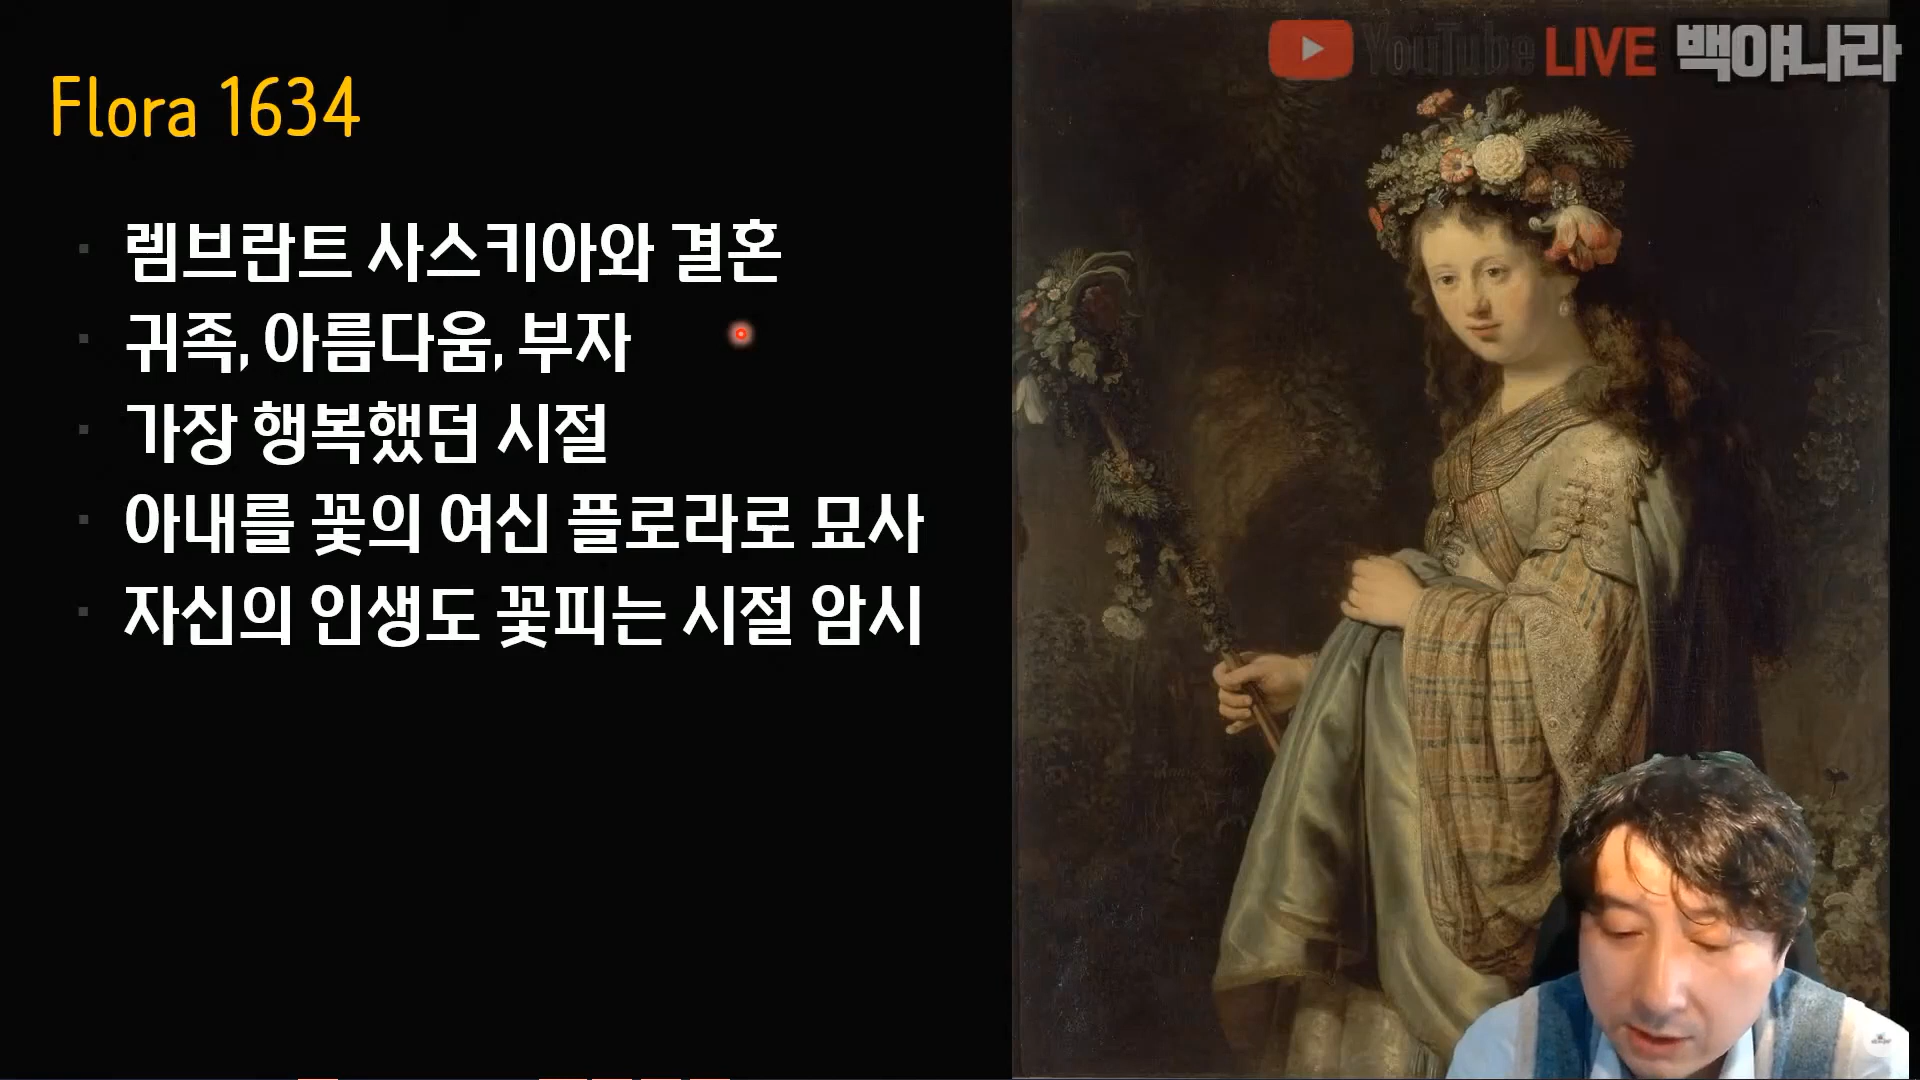 YouTube LIVE 백야나라
Flora 1634
렘브란트 사스키아와 결혼
귀족, 아름다움, 부자
가장 행복했던 시절
아내를 꽃의 여신 플로라로 묘사
자신의 인생도 꽃피는 시절 암시